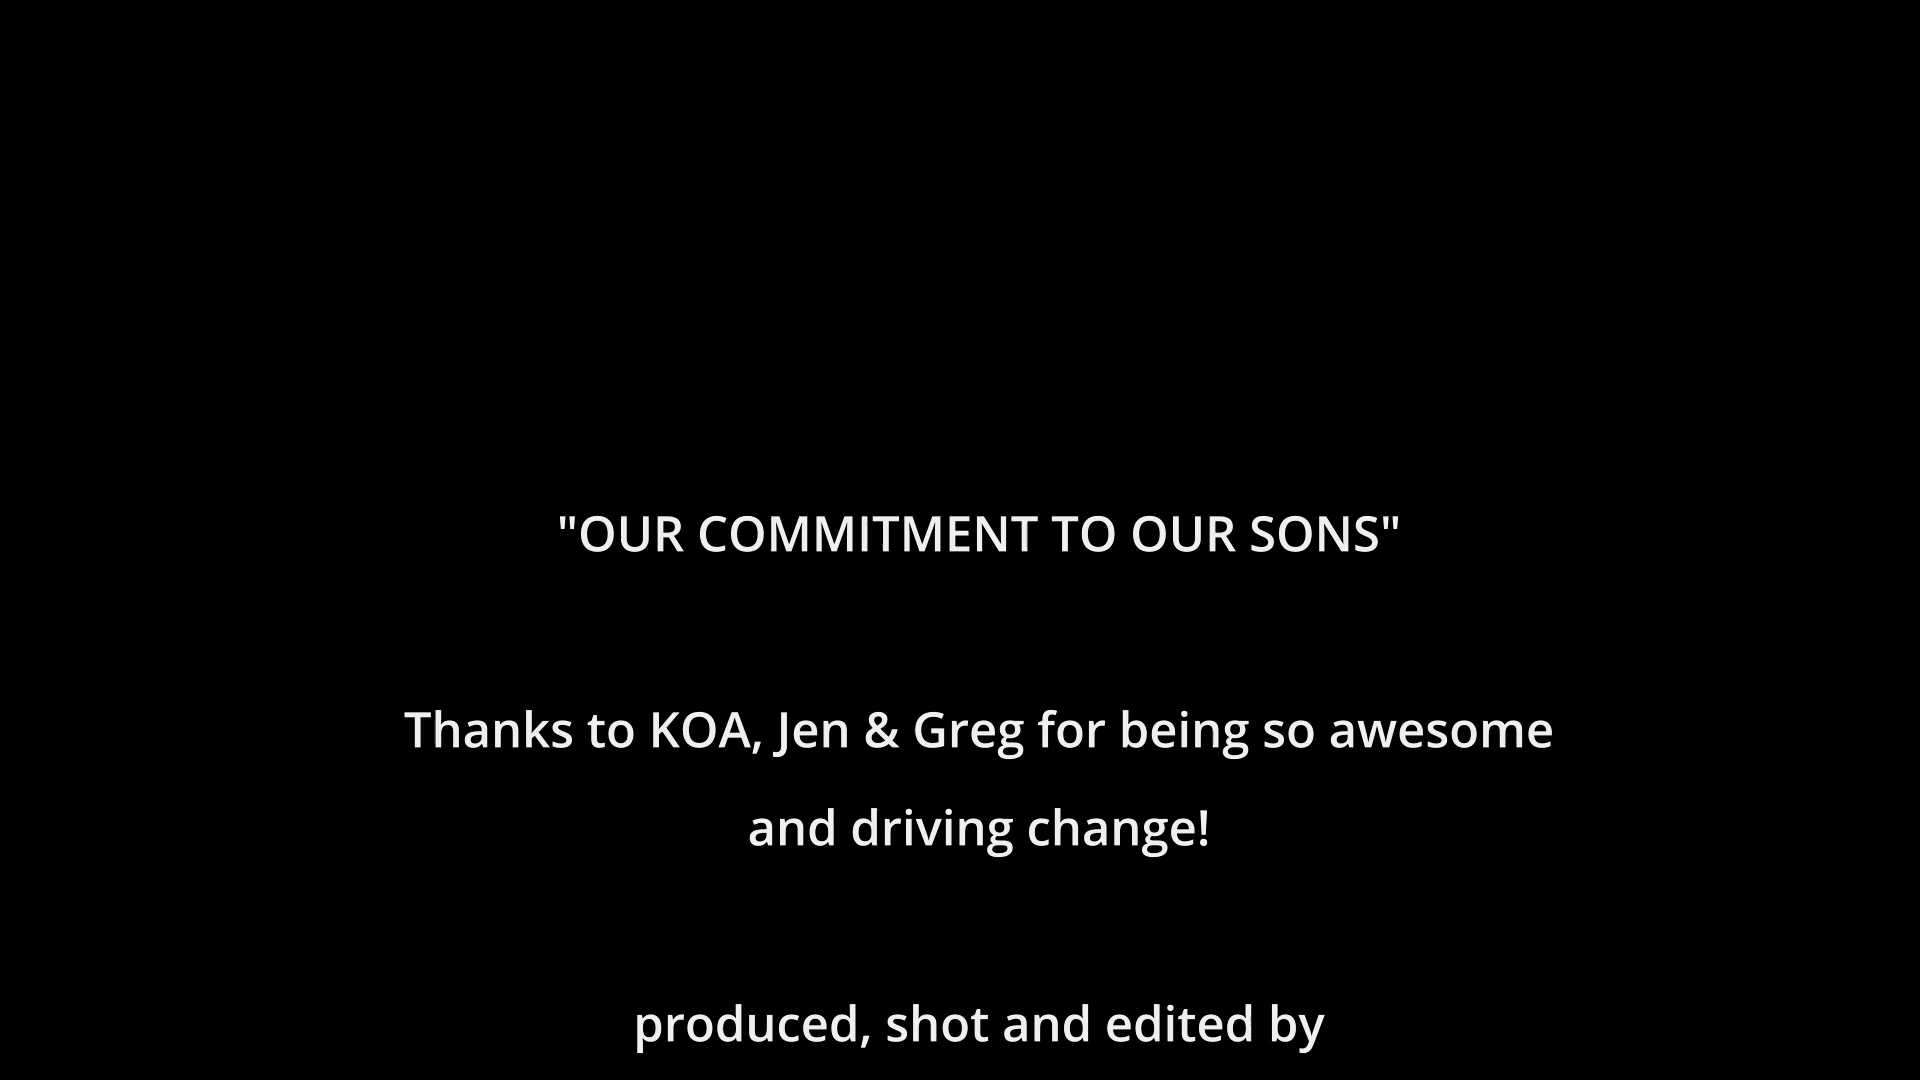 "OUR COMMITMENT TO OUR SONS"
Thanks to KOA, Jen & Greg for being so awesome
and driving change!
produced, shot and edited by